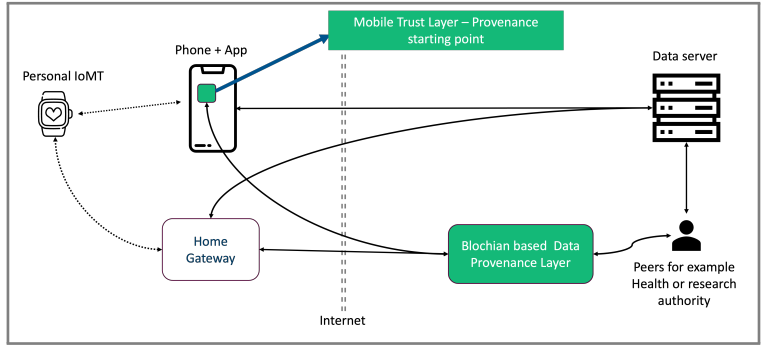 Mobile Trust Layer – Provenance
starting point
Phone + App
Data server
Personal IoMT
Home
Gateway
Blochian based Data
Provenance Layer
Peers for example
Health or research
authority
Internet